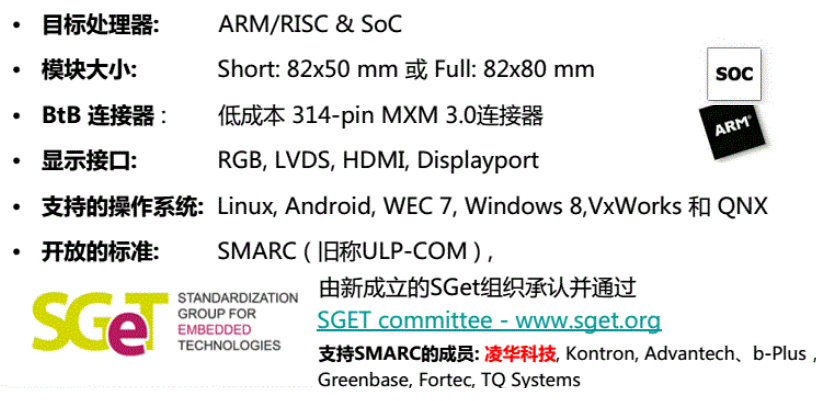 • 目标处理器: ARM/RISC & SoC
• 模块大小: Short: 82x50 mm 或 Full: 82x80 mm
soc
• BtB 连接器 : 低成本 314-pin MXM 3.0连接器
ARM®
• 显示接口: RGB, LVDS, HDMI, Displayport
• 支持的操作系统: Linux, Android, WEC 7, Windows 8,VxWorks 和 QNX
• 开放的标准: SMARC ( 旧称ULP-COM ) ,
由新成立的SGet组织承认并通过
SGeT
STANDARDIZATION
GROUP FOR
EMBEDDED
TECHNOLOGIES
SGET committee - www.sget.org
支持SMARC的成员: 凌华科技, Kontron, Advantech、b-Plus ,
Greenbase, Fortec, TQ Systems